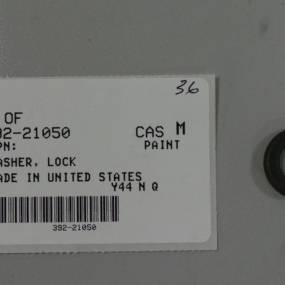 36
OF
92-21050
CAS M
PN:
PAINT
ASHER, LOCK
ADE IN UNITED STATES
Y44 N Q
392-21050